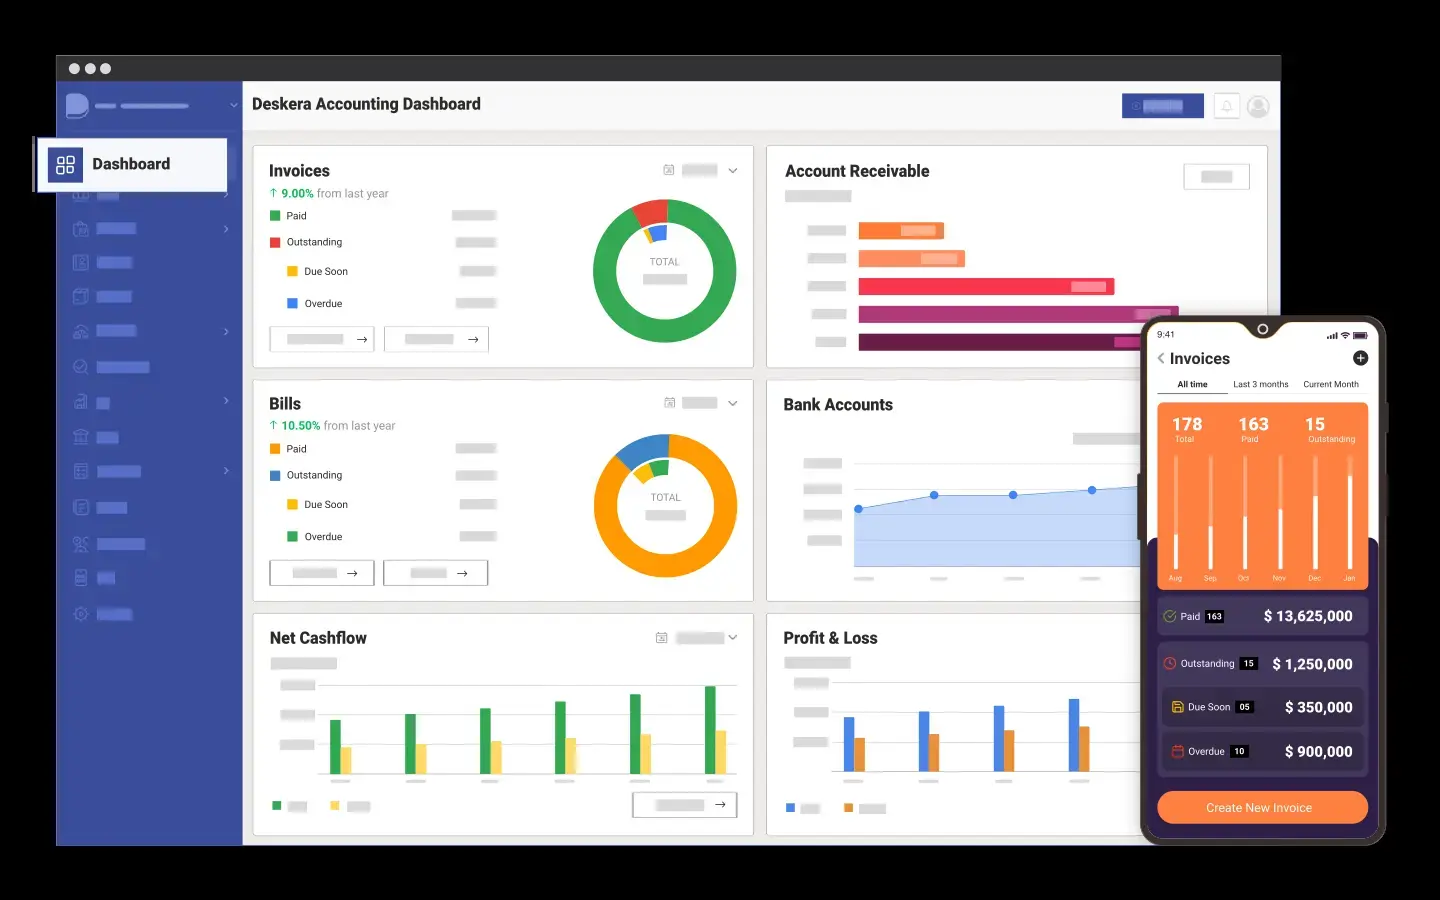 Deskera Accounting Dashboard
Dashboard
Invoices
↑ 9.00% from last year
Paid
Outstanding
Due Soon
Overdue
TOTAL
Account Receivable
Bills
↑ 10.50% from last year
Paid
Outstanding
Due Soon
Overdue
TOTAL
Bank Accounts
Net Cashflow
Profit & Loss
9:41
Invoices
All time Last 3 months Current Month
178 163 15
Total Paid Outstanding
Aug Sep Oct Nov Dec Jan
Paid 163 $ 13,625,000
Outstanding 15 $ 1,250,000
Due Soon 05 $ 350,000
Overdue 10 $ 900,000
Create New Invoice